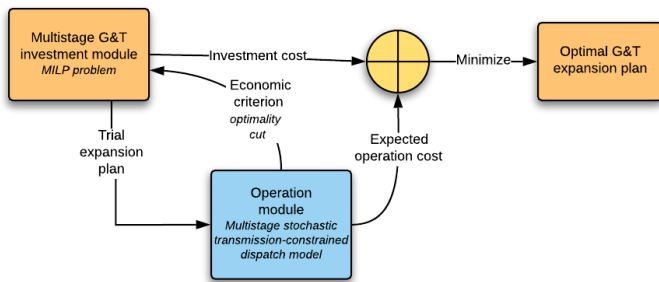 Multistage G&T
investment module
MILP problem
Investment cost
Minimize
Optimal G&T
expansion plan
Economic
criterion
optimality
cut
Trial
expansion
plan
Expected
operation cost
Operation
module
Multistage stochastic
transmission-constrained
dispatch model